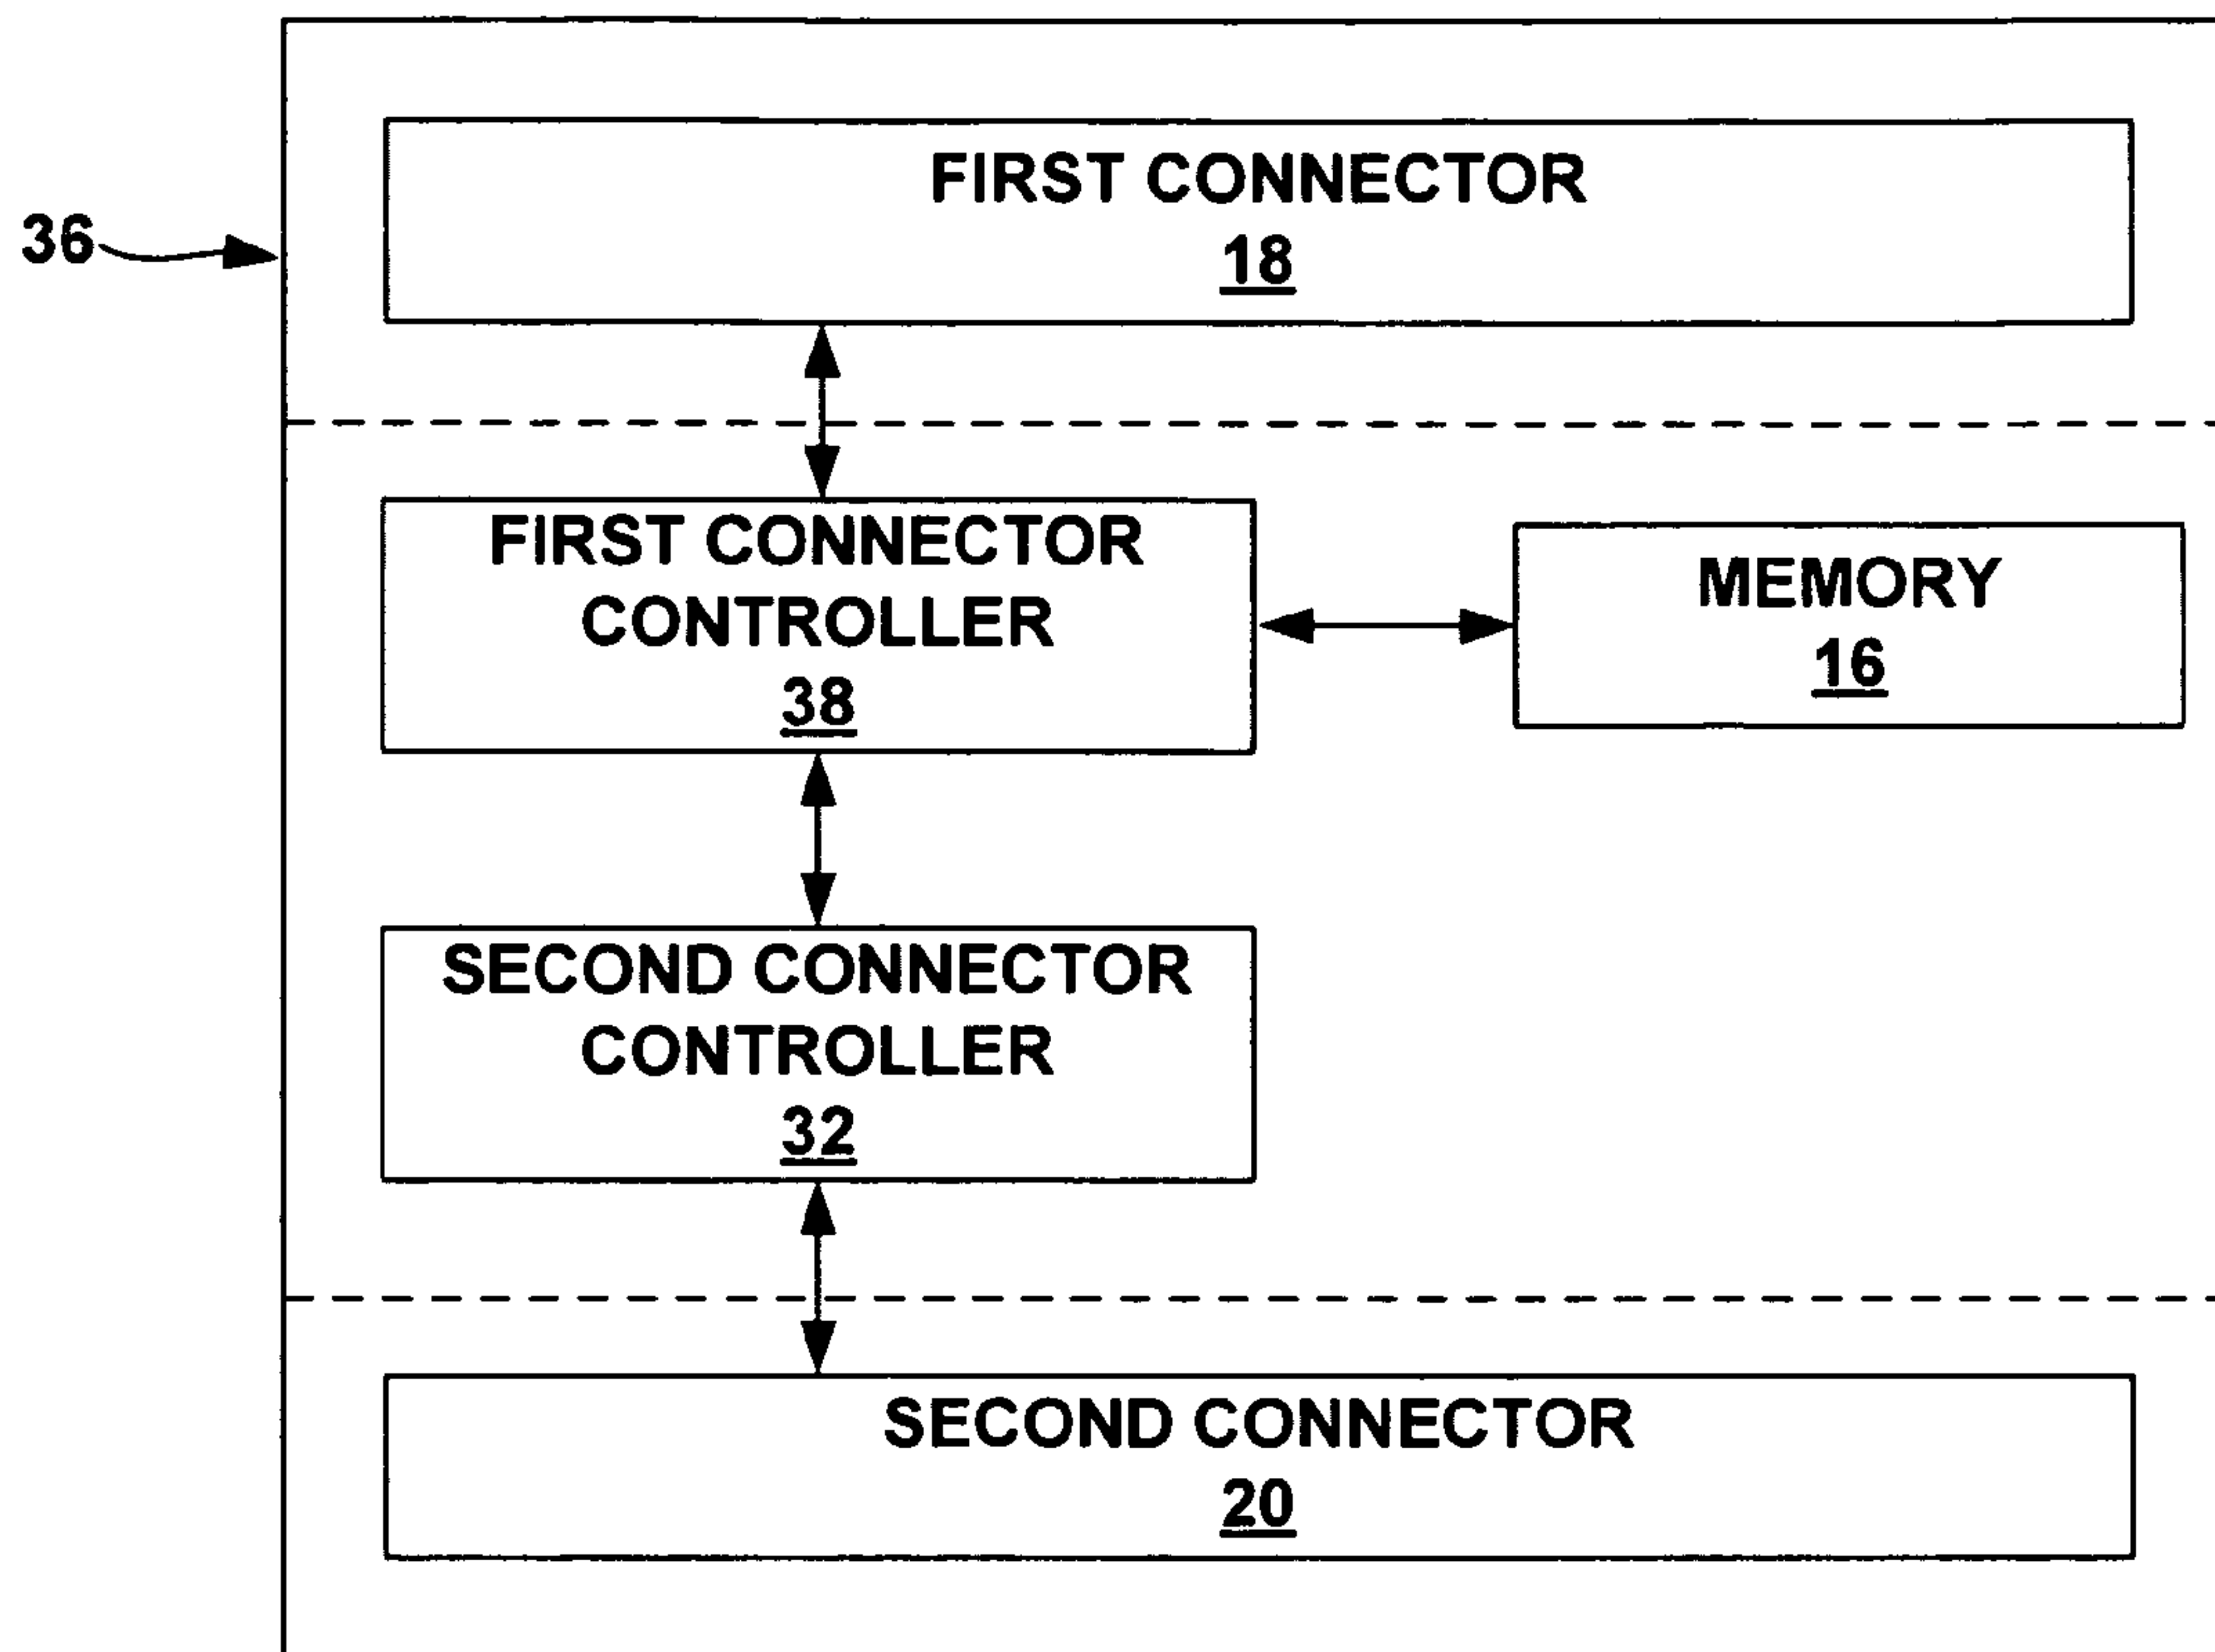 FIRST CONNECTOR
18
36
FIRST CONNECTOR
CONTROLLER
38
MEMORY
16
SECOND CONNECTOR
CONTROLLER
32
SECOND CONNECTOR
20